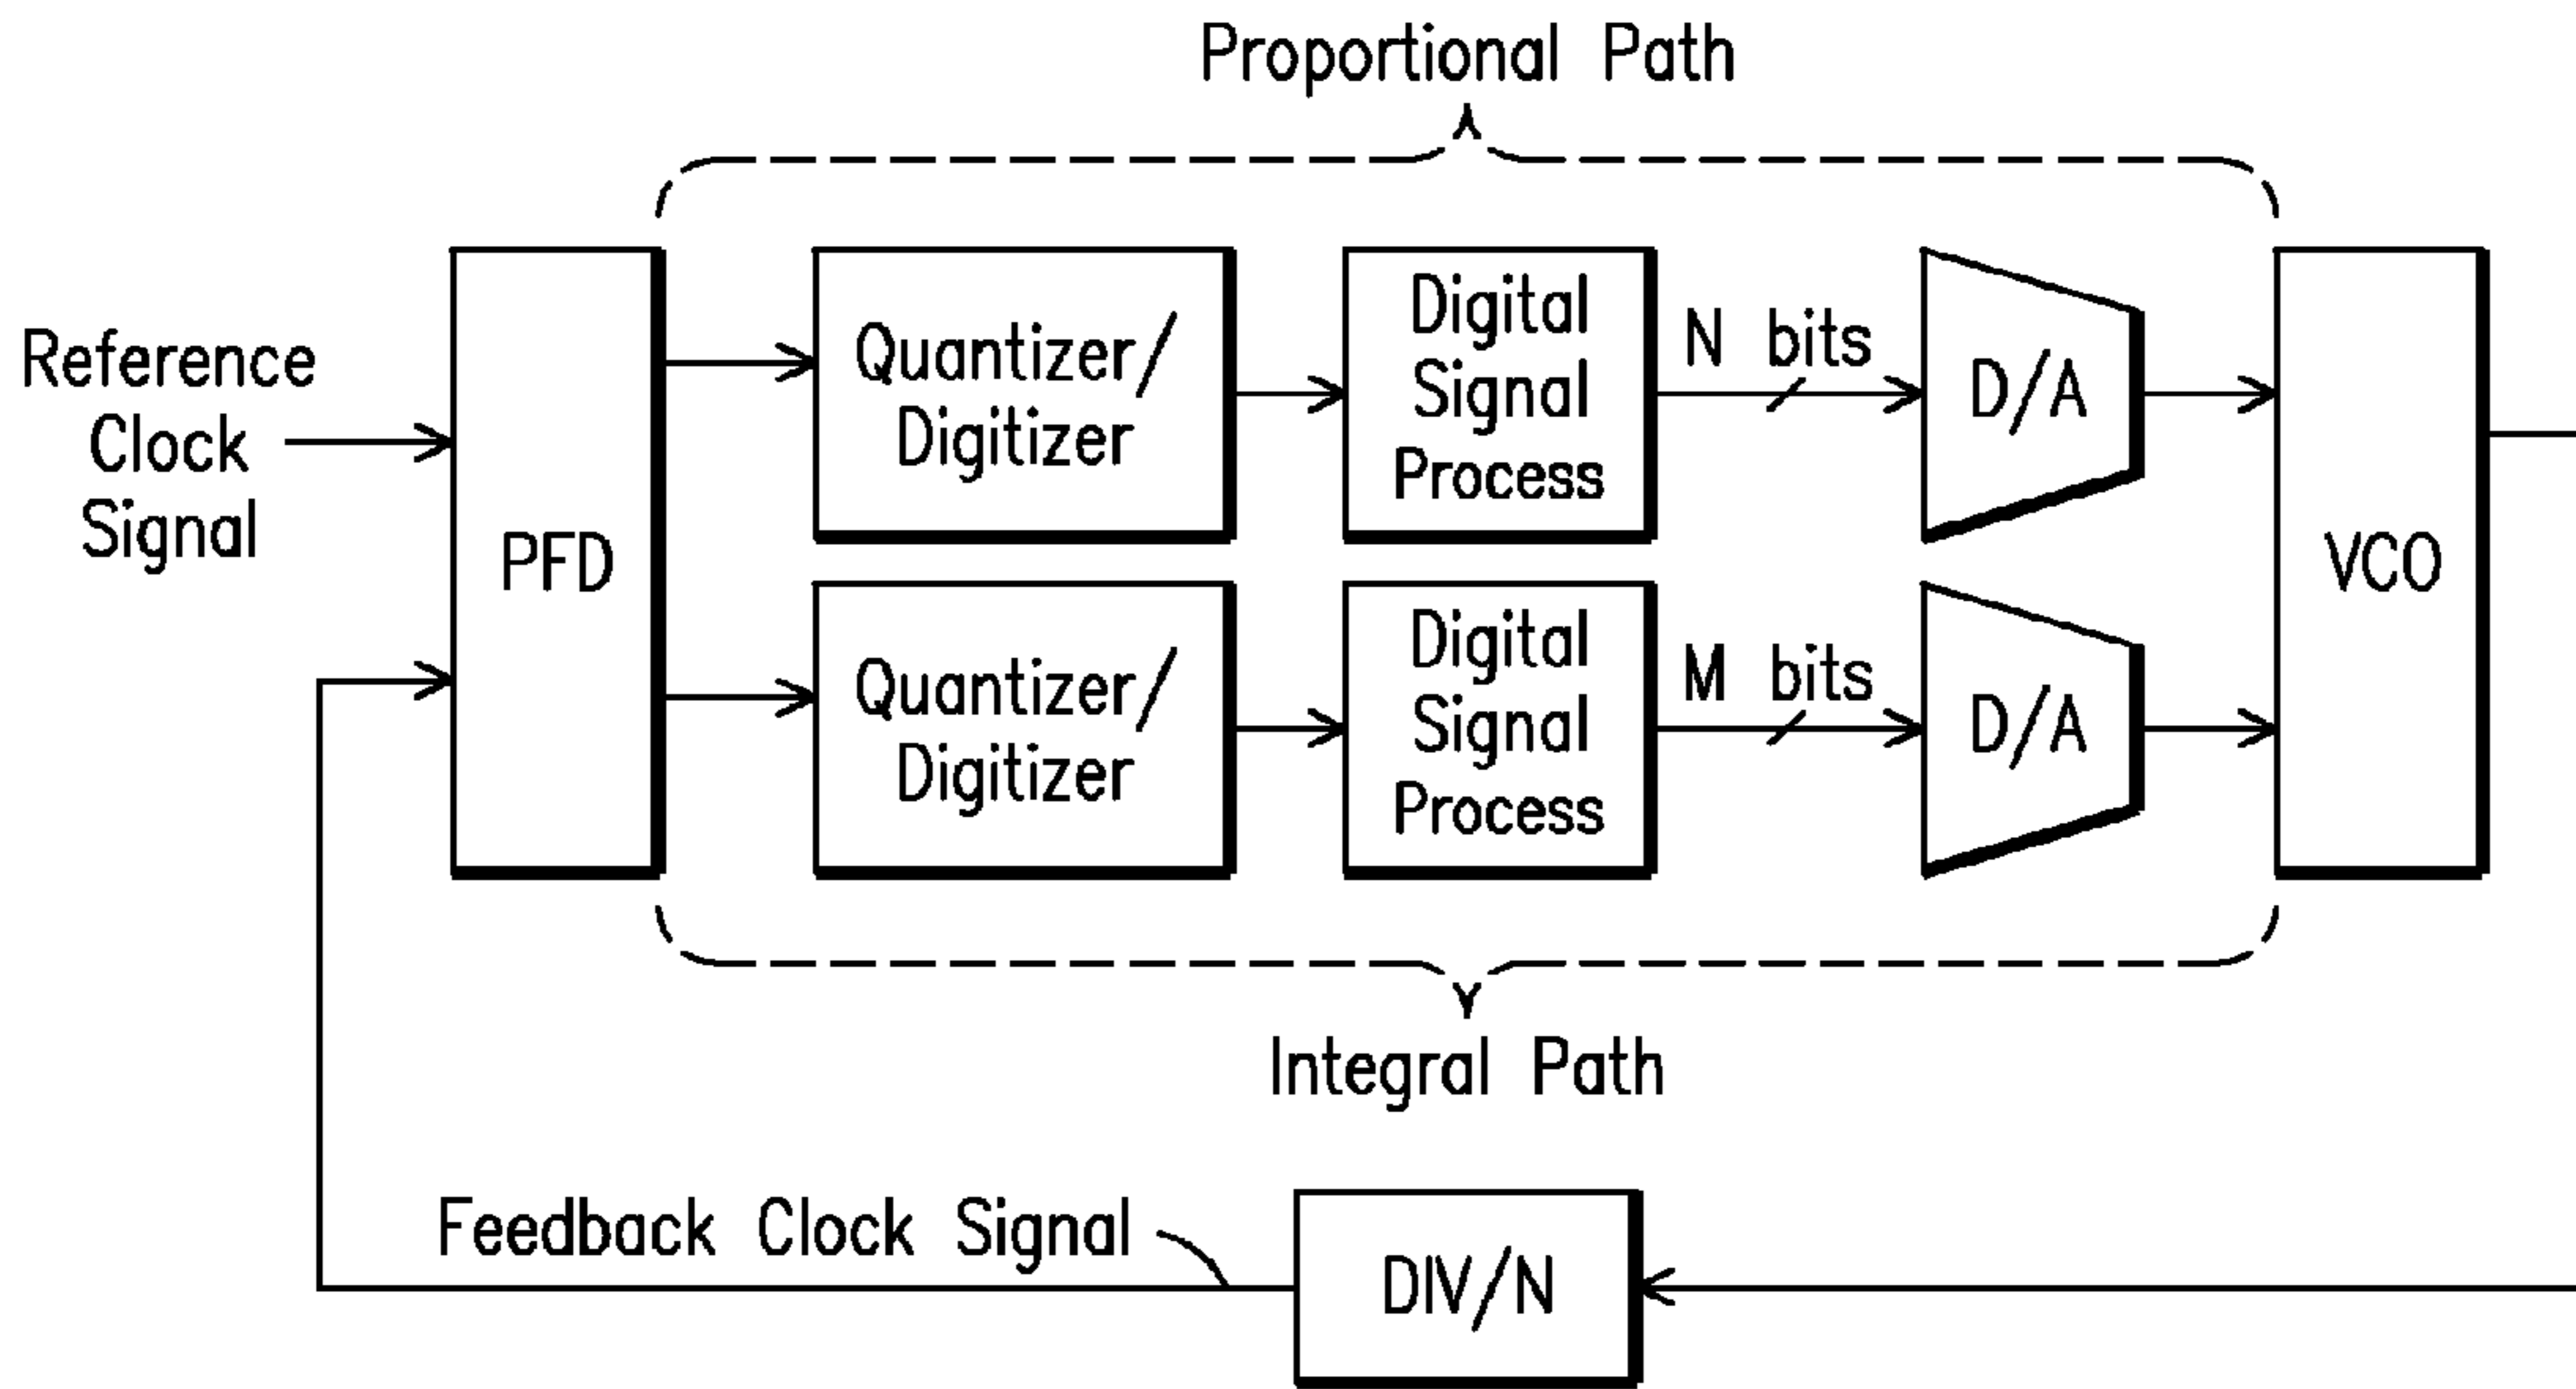 Proportional Path
Reference
Clock
Signal
PFD
Quantizer/
Digitizer
Digital
Signal
Process
N bits
D/A
VCO
Quantizer/
Digitizer
Digital
Signal
Process
M bits
D/A
Integral Path
Feedback Clock Signal
DIV/N